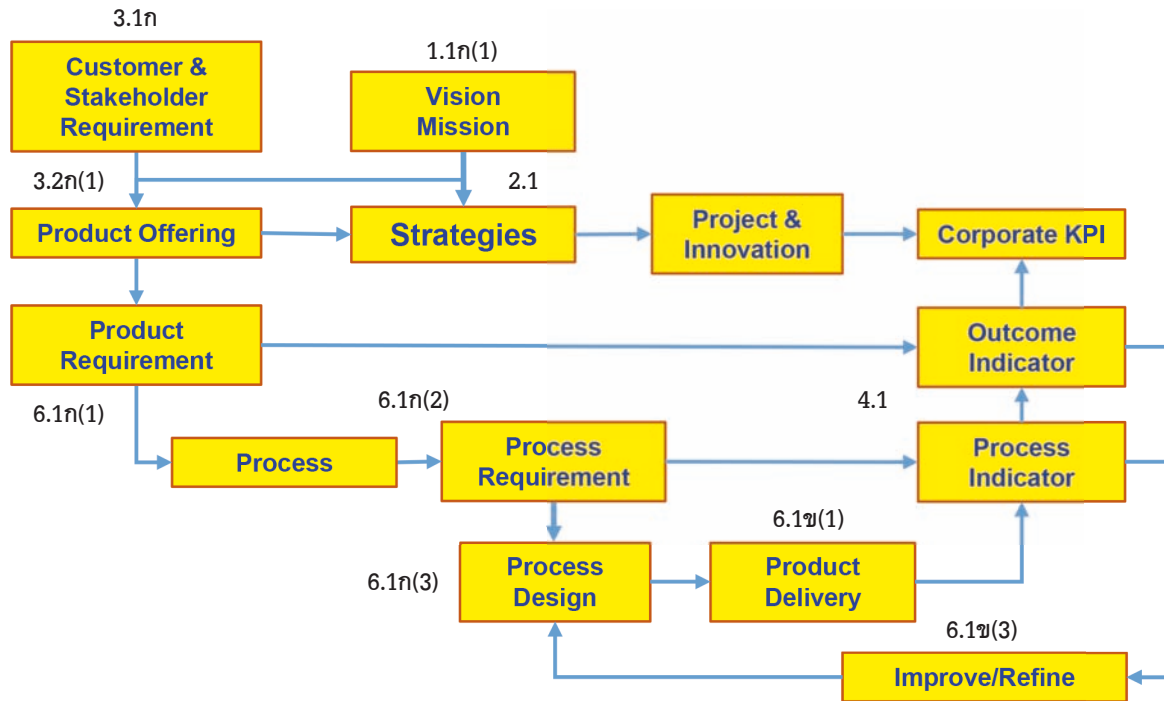 3.1ก
Customer &
Stakeholder
Requirement
1.1ก(1)
Vision
Mission
3.2ก(1)
2.1
Product Offering
Strategies
Project &
Innovation
Corporate KPI
Product
Requirement
Outcome
Indicator
6.1ก(1)
6.1ก(2)
4.1
Process
Process
Requirement
Process
Indicator
6.1ข(1)
6.1ก(3)
Process
Design
Product
Delivery
6.1ข(3)
Improve/Refine